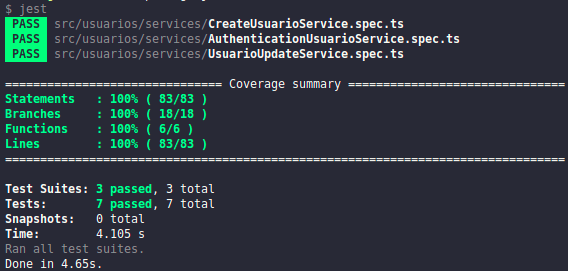 $ jest
PASS src/usuarios/services/CreateUsuarioService.spec.ts
PASS src/usuarios/services/AuthenticationUsuarioService.spec.ts
PASS src/usuarios/services/UsuarioUpdateService.spec.ts
=============================== Coverage summary ===============================
Statements   : 100% ( 83/83 )
Branches     : 100% ( 18/18 )
Functions    : 100% ( 6/6 )
Lines        : 100% ( 83/83 )
================================================================================
Test Suites: 3 passed, 3 total
Tests:       7 passed, 7 total
Snapshots:   0 total
Time:        4.105 s
Ran all test suites.
Done in 4.65s.